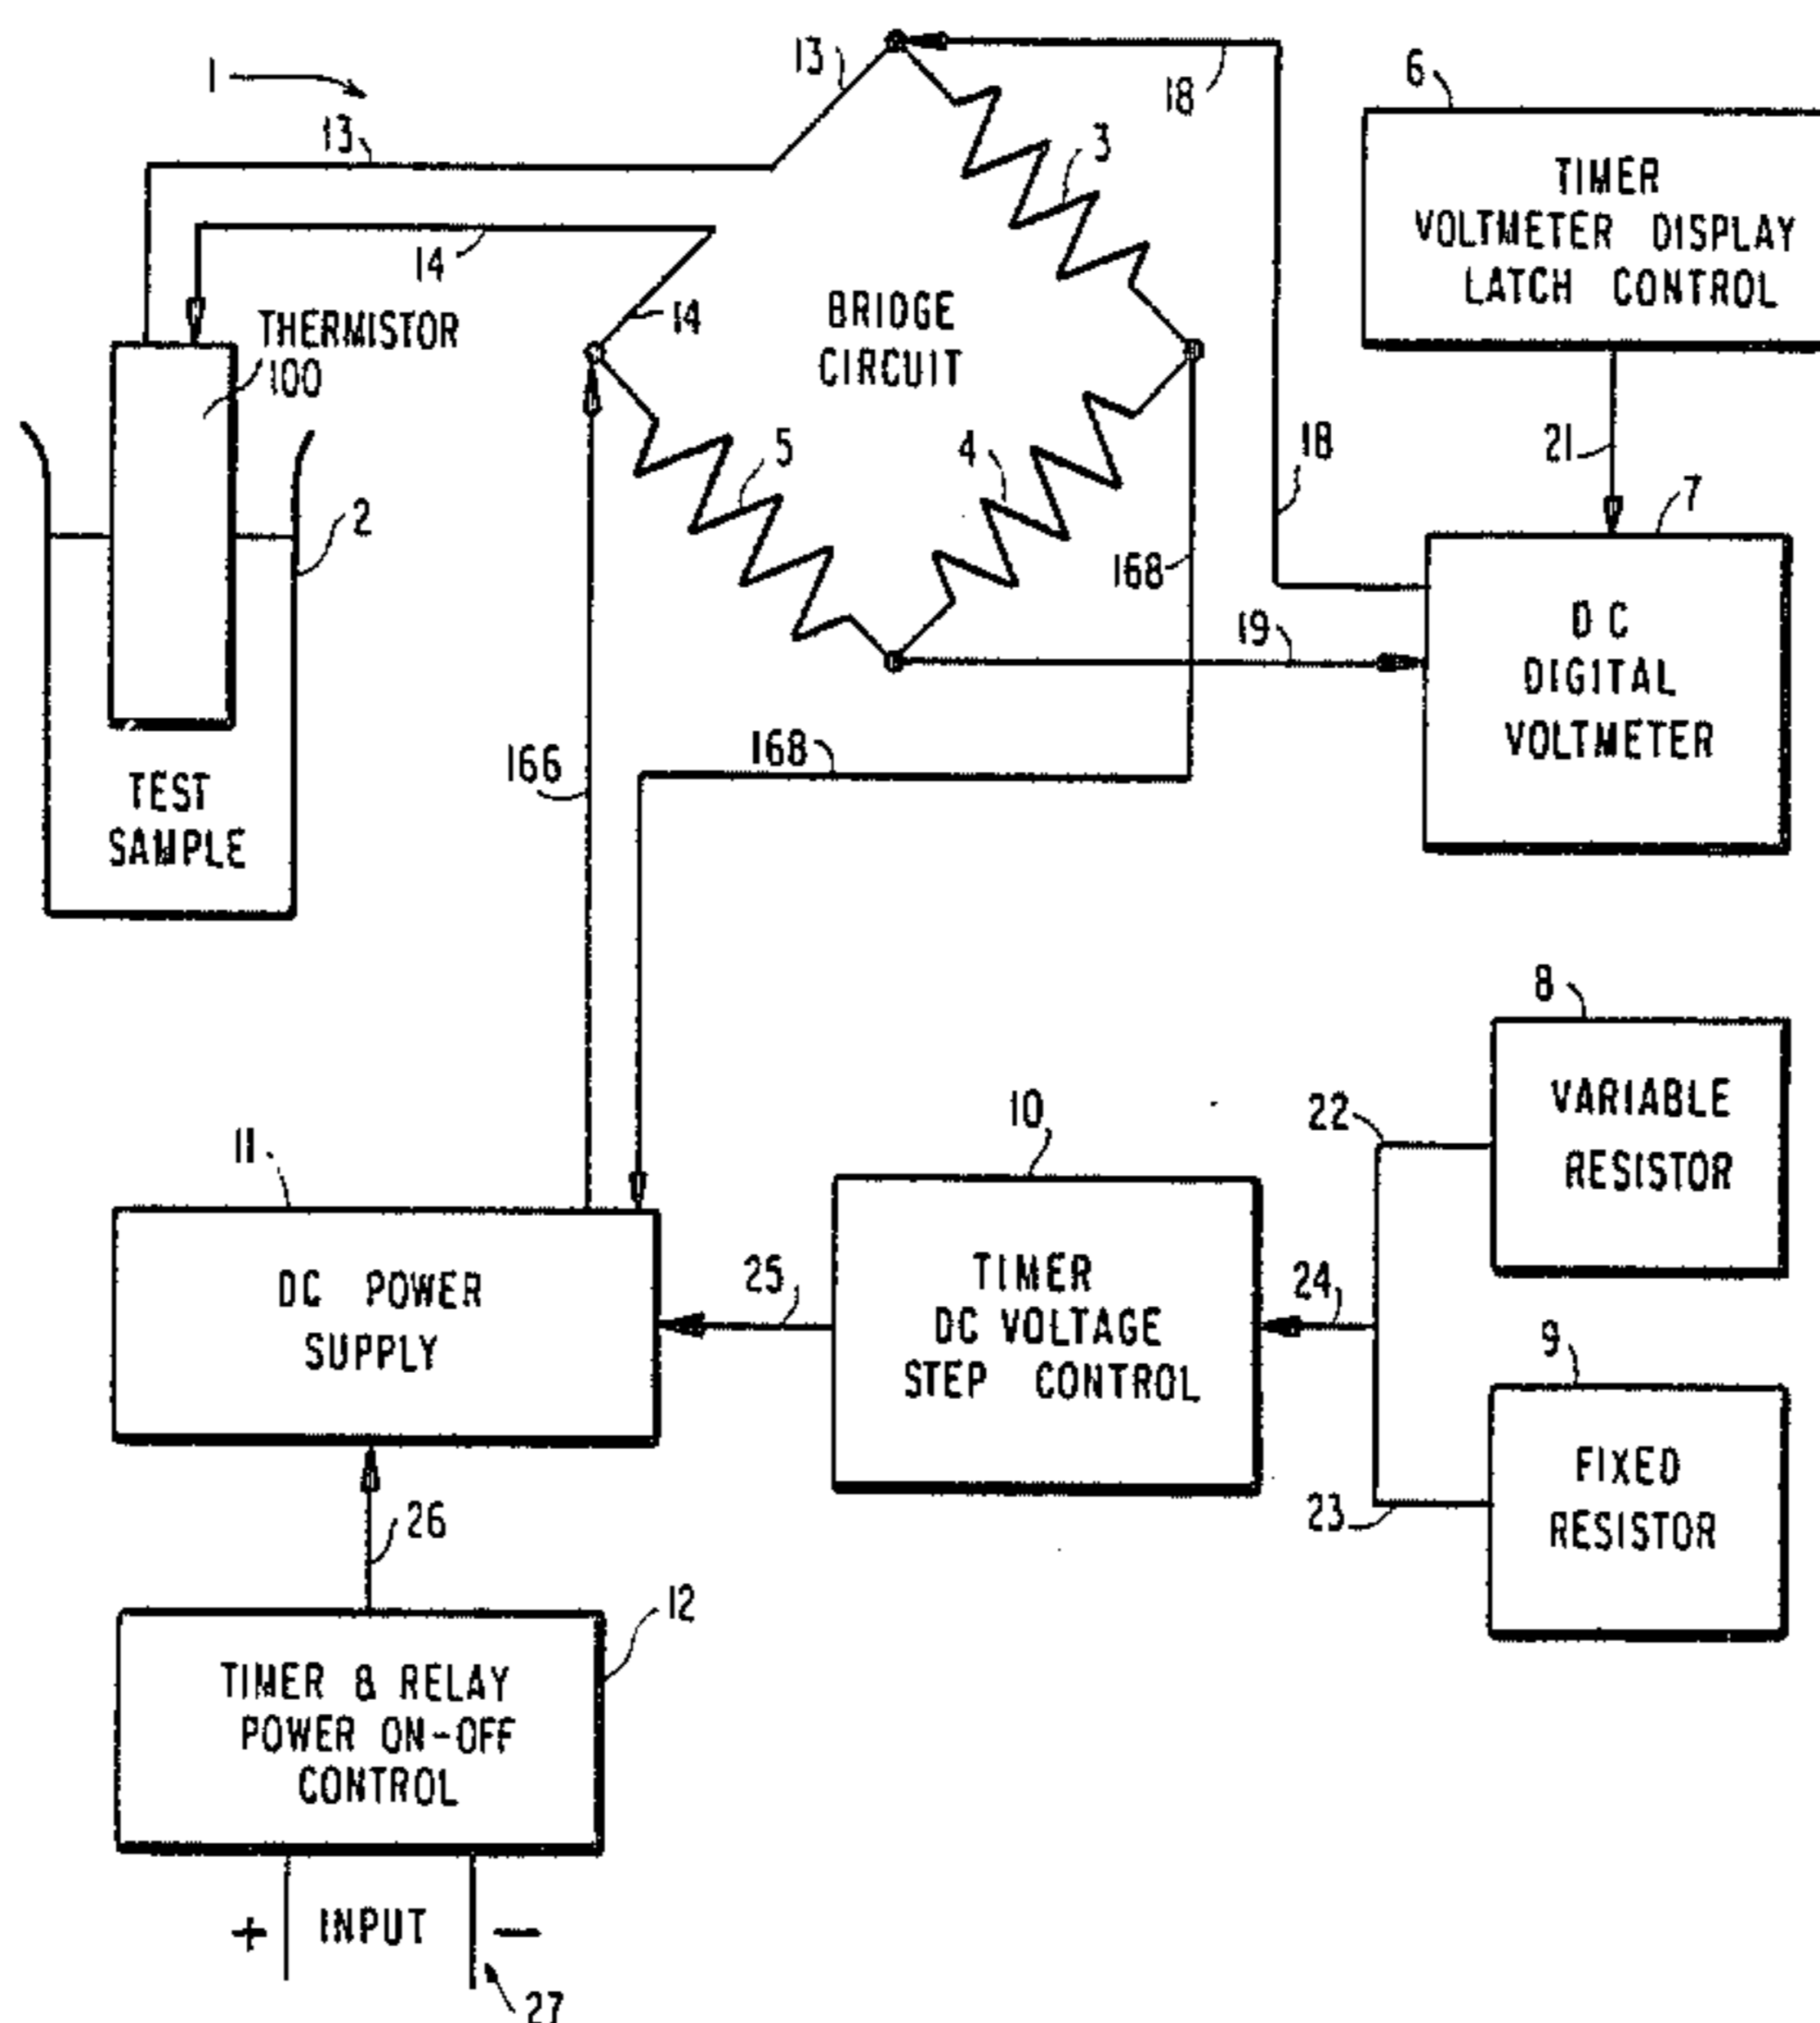 1
13
13
18
3
6
TIMER
VOLTMETER DISPLAY
LATCH CONTROL
14
THERMISTOR
100
14
BRIDGE
CIRCUIT
5
4
18
21
7
2
168
19
DC
DIGITAL
VOLTMETER
166
168
TEST
SAMPLE
8
VARIABLE
RESISTOR
22
10
11
DC POWER
SUPPLY
25
TIMER
DC VOLTAGE
STEP CONTROL
24
9
FIXED
RESISTOR
23
26
12
TIMER & RELAY
POWER ON-OFF
CONTROL
+ INPUT -
27